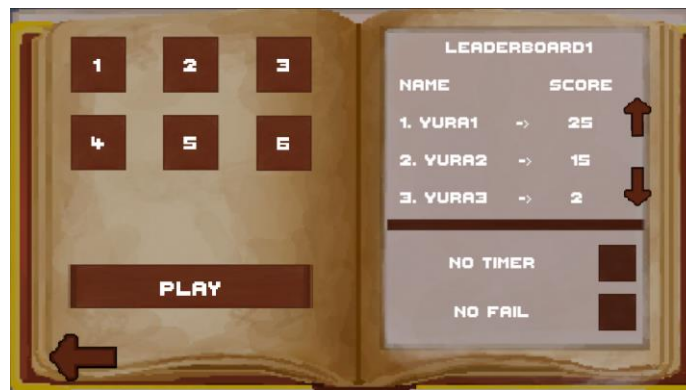 1 2 3
4 5 6
PLAY
LEADERBOARD1
NAME SCORE
1. YURA1 -> 25
2. YURA2 -> 15
3. YURA3 -> 2
NO TIMER
NO FAIL